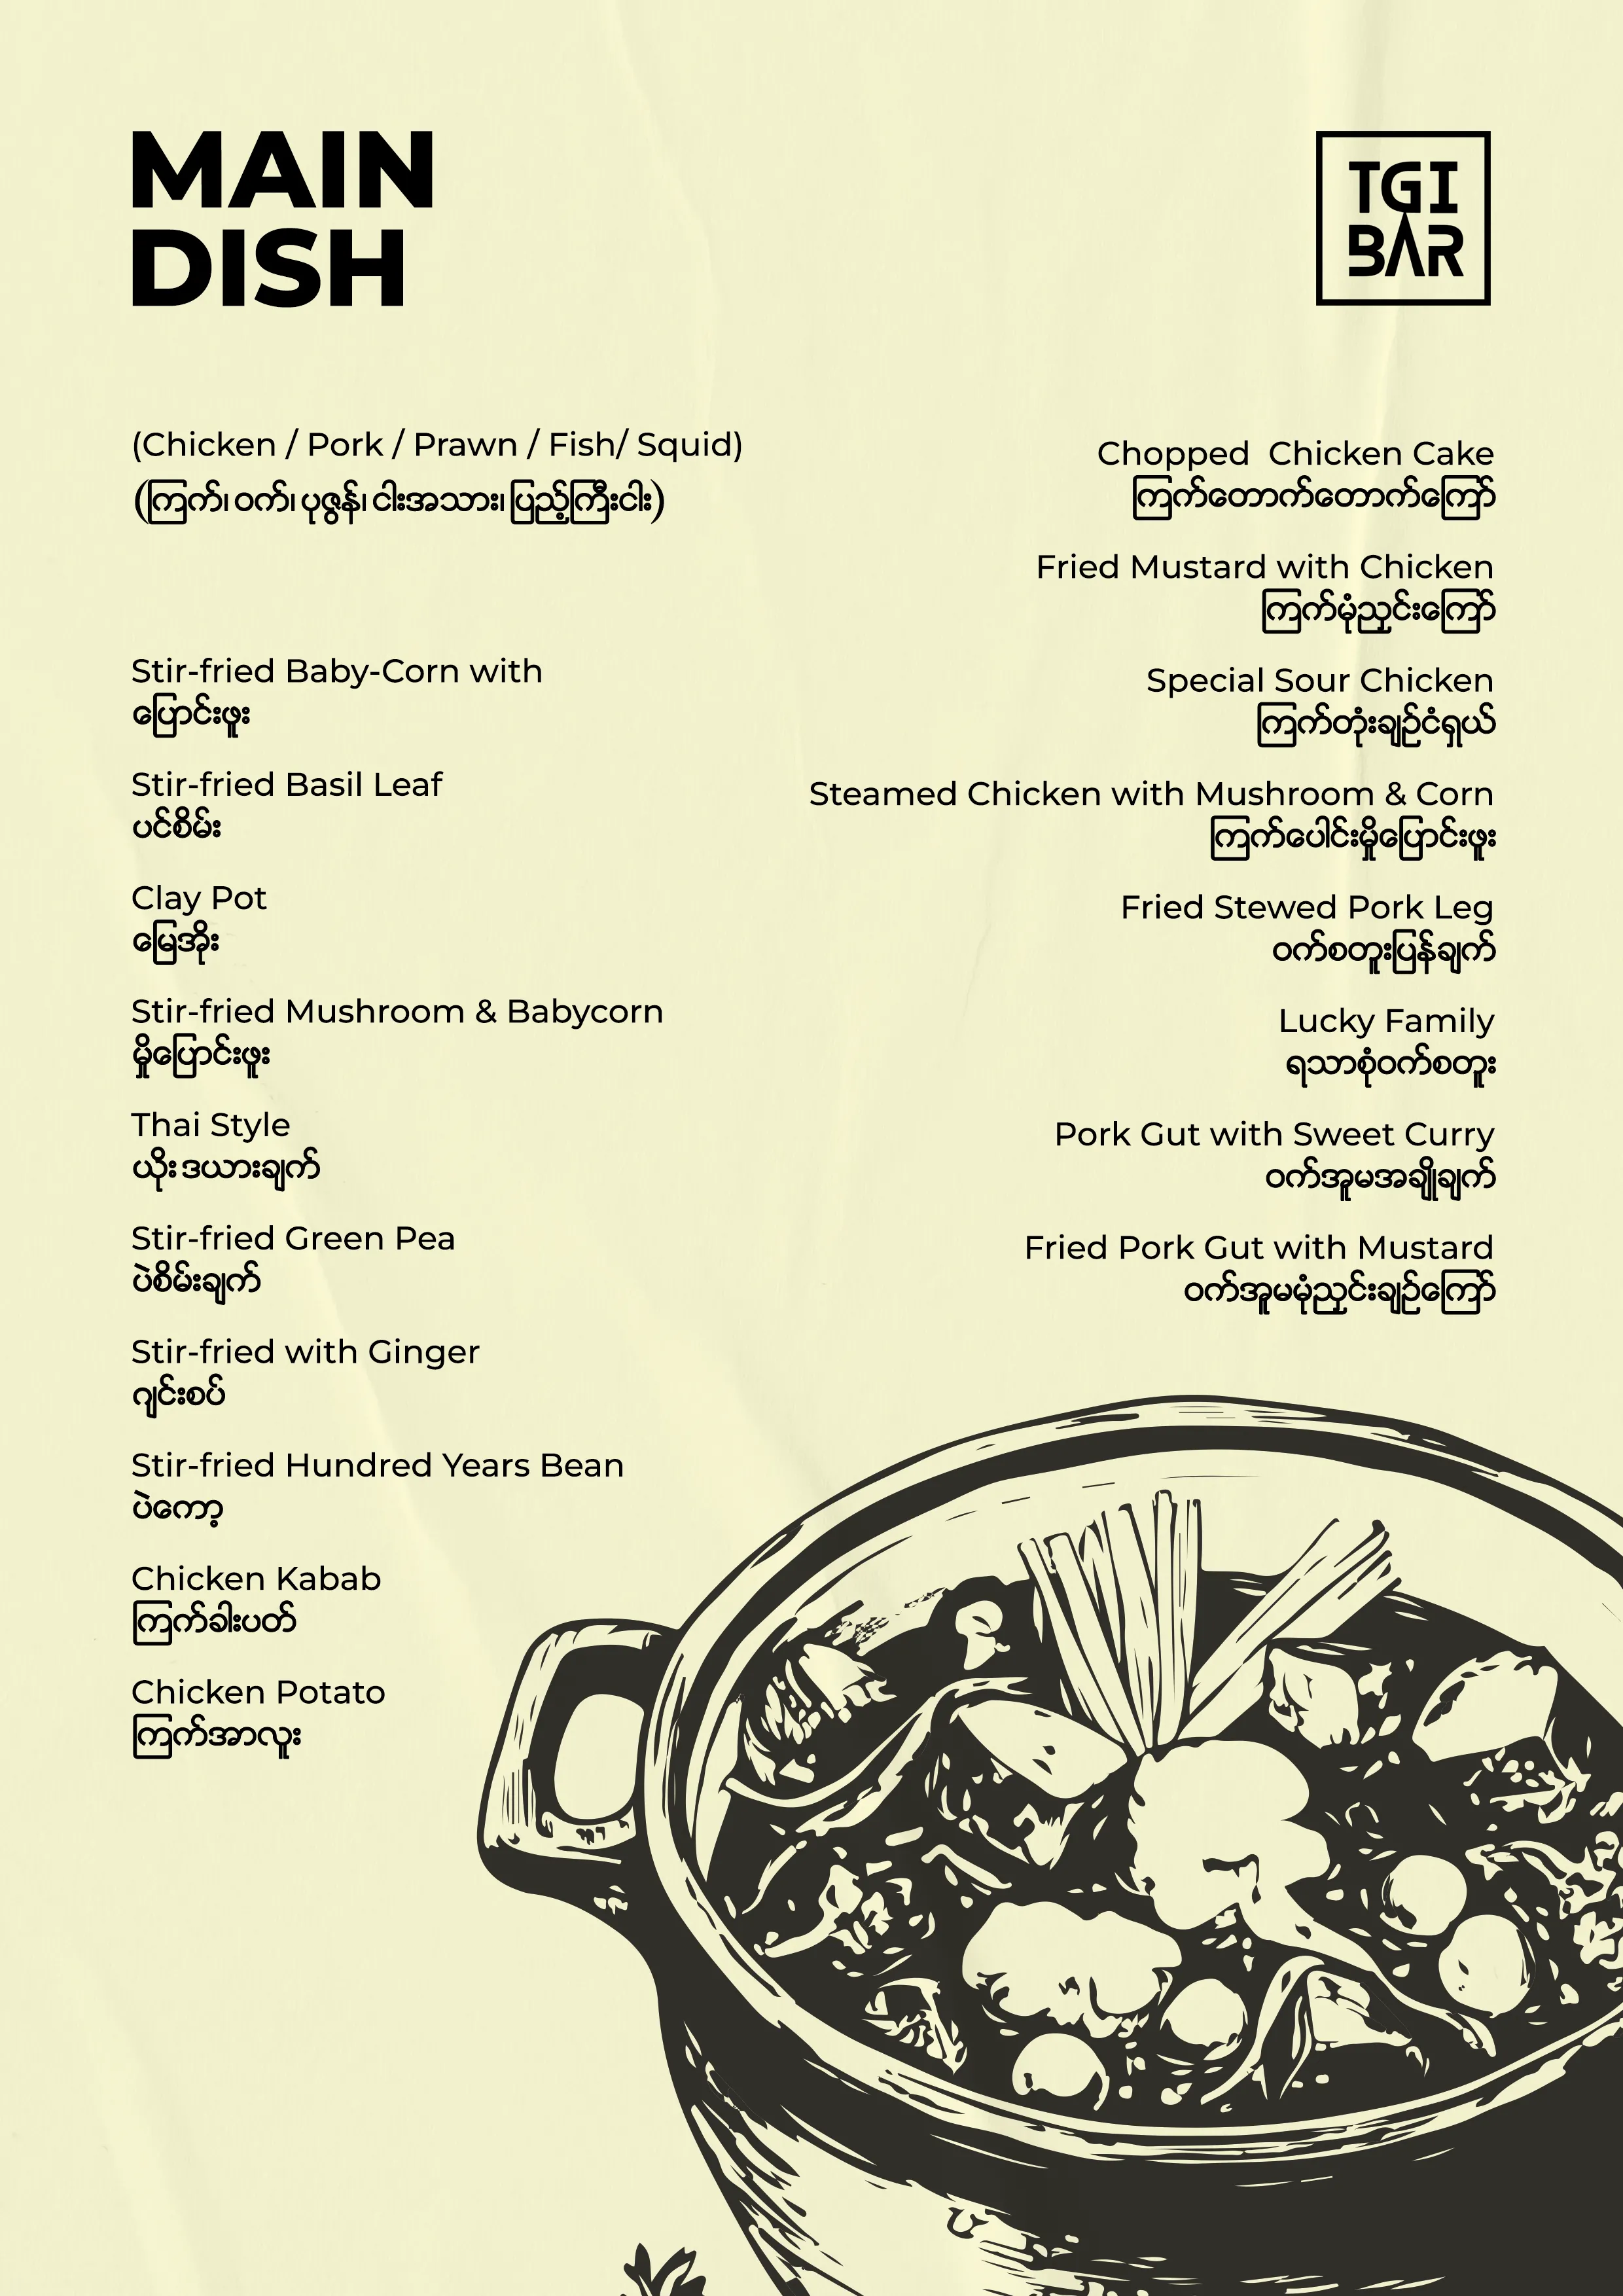 MAIN
DISH
TGI
BAR
(Chicken / Pork / Prawn / Fish/ Squid)
(ကြက်၊ ဝက်၊ ပုဇွန်၊ ငါးအသား၊ ပြည့်ကြီးငါး)
Stir-fried Baby-Corn with
ပြောင်းဖူး
Stir-fried Basil Leaf
ပင်စိမ်း
Clay Pot
မြေအိုး
Stir-fried Mushroom & Babycorn
မှိုပြောင်းဖူး
Thai Style
ယိုးဒယားချက်
Stir-fried Green Pea
ပဲစိမ်းချက်
Stir-fried with Ginger
ဂျင်းစပ်
Stir-fried Hundred Years Bean
ပဲကော့
Chicken Kabab
ကြက်ခါးပတ်
Chicken Potato
ကြက်အာလူး
Chopped  Chicken Cake
ကြက်တောက်တောက်ကြော်
Fried Mustard with Chicken
ကြက်မုံညှင်းကြော်
Special Sour Chicken
ကြက်တုံးချဉ်ငံရှယ်
Steamed Chicken with Mushroom & Corn
ကြက်ပေါင်းမှိုပြောင်းဖူး
Fried Stewed Pork Leg
ဝက်စတူးပြန်ချက်
Lucky Family
ရသာစုံဝက်စတူး
Pork Gut with Sweet Curry
ဝက်အူမအချိုချက်
Fried Pork Gut with Mustard
ဝက်အူမမုံညှင်းချဉ်ကြော်